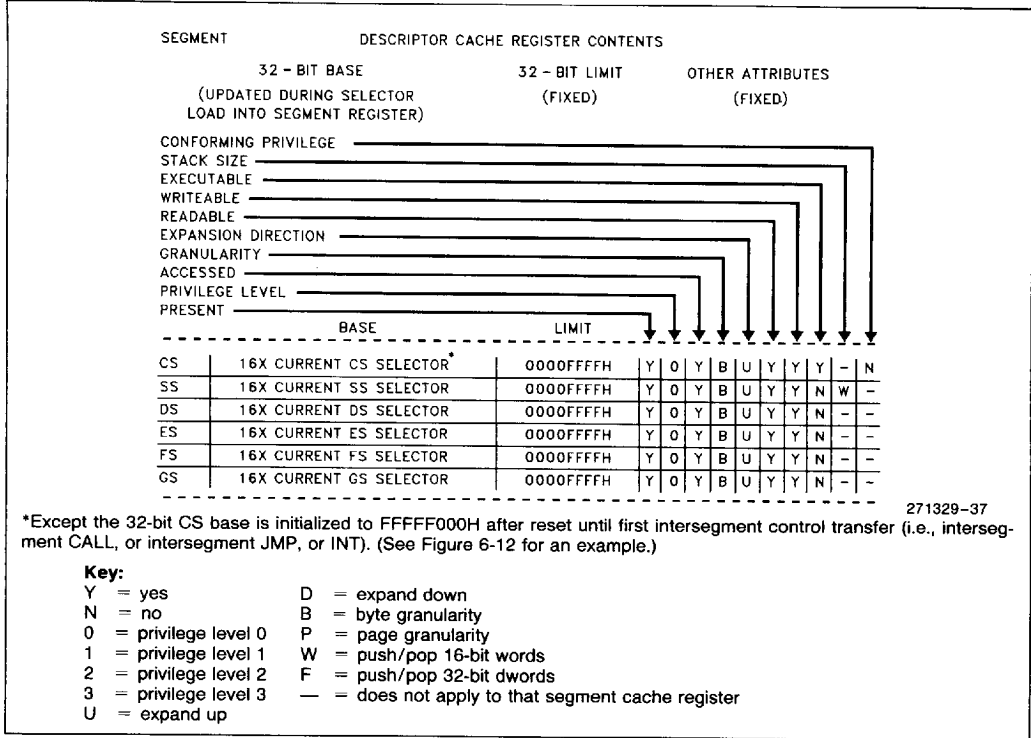 SEGMENT DESCRIPTOR CACHE REGISTER CONTENTS
32 – BIT BASE 32 – BIT LIMIT OTHER ATTRIBUTES
(UPDATED DURING SELECTOR (FIXED) (FIXED)
LOAD INTO SEGMENT REGISTER)
CONFORMING PRIVILEGE
STACK SIZE
EXECUTABLE
WRITEABLE
READABLE
EXPANSION DIRECTION
GRANULARITY
ACCESSED
PRIVILEGE LEVEL
PRESENT
BASE LIMIT
CS 16X CURRENT CS SELECTOR* 0000FFFFH Y 0 Y B U Y Y Y – N
SS 16X CURRENT SS SELECTOR 0000FFFFH Y 0 Y B U Y Y N W –
DS 16X CURRENT DS SELECTOR 0000FFFFH Y 0 Y B U Y Y N – –
ES 16X CURRENT ES SELECTOR 0000FFFFH Y 0 Y B U Y Y N – –
FS 16X CURRENT FS SELECTOR 0000FFFFH Y 0 Y B U Y Y N – –
GS 16X CURRENT GS SELECTOR 0000FFFFH Y 0 Y B U Y Y N – –
271329–37
*Except the 32-bit CS base is initialized to FFFFF000H after reset until first intersegment control transfer (i.e., interseg-
ment CALL, or intersegment JMP, or INT). (See Figure 6-12 for an example.)
Key:
Y = yes D = expand down
N = no B = byte granularity
0 = privilege level 0 P = page granularity
1 = privilege level 1 W = push/pop 16-bit words
2 = privilege level 2 F = push/pop 32-bit dwords
3 = privilege level 3 — = does not apply to that segment cache register
U = expand up